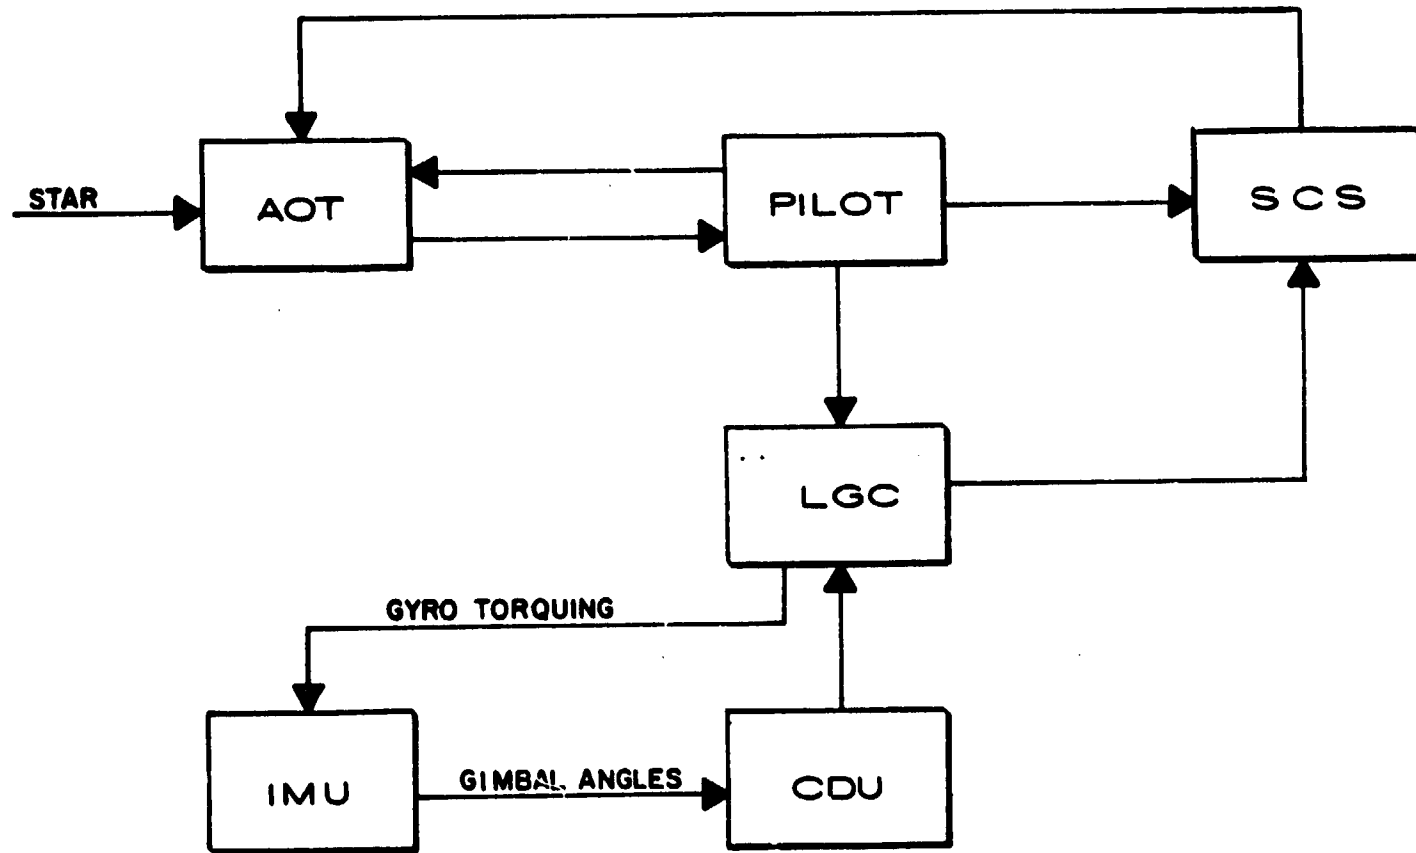 STAR
AOT
PILOT
SCS
LGC
GYRO TORQUING
IMU
GIMBAL ANGLES
CDU